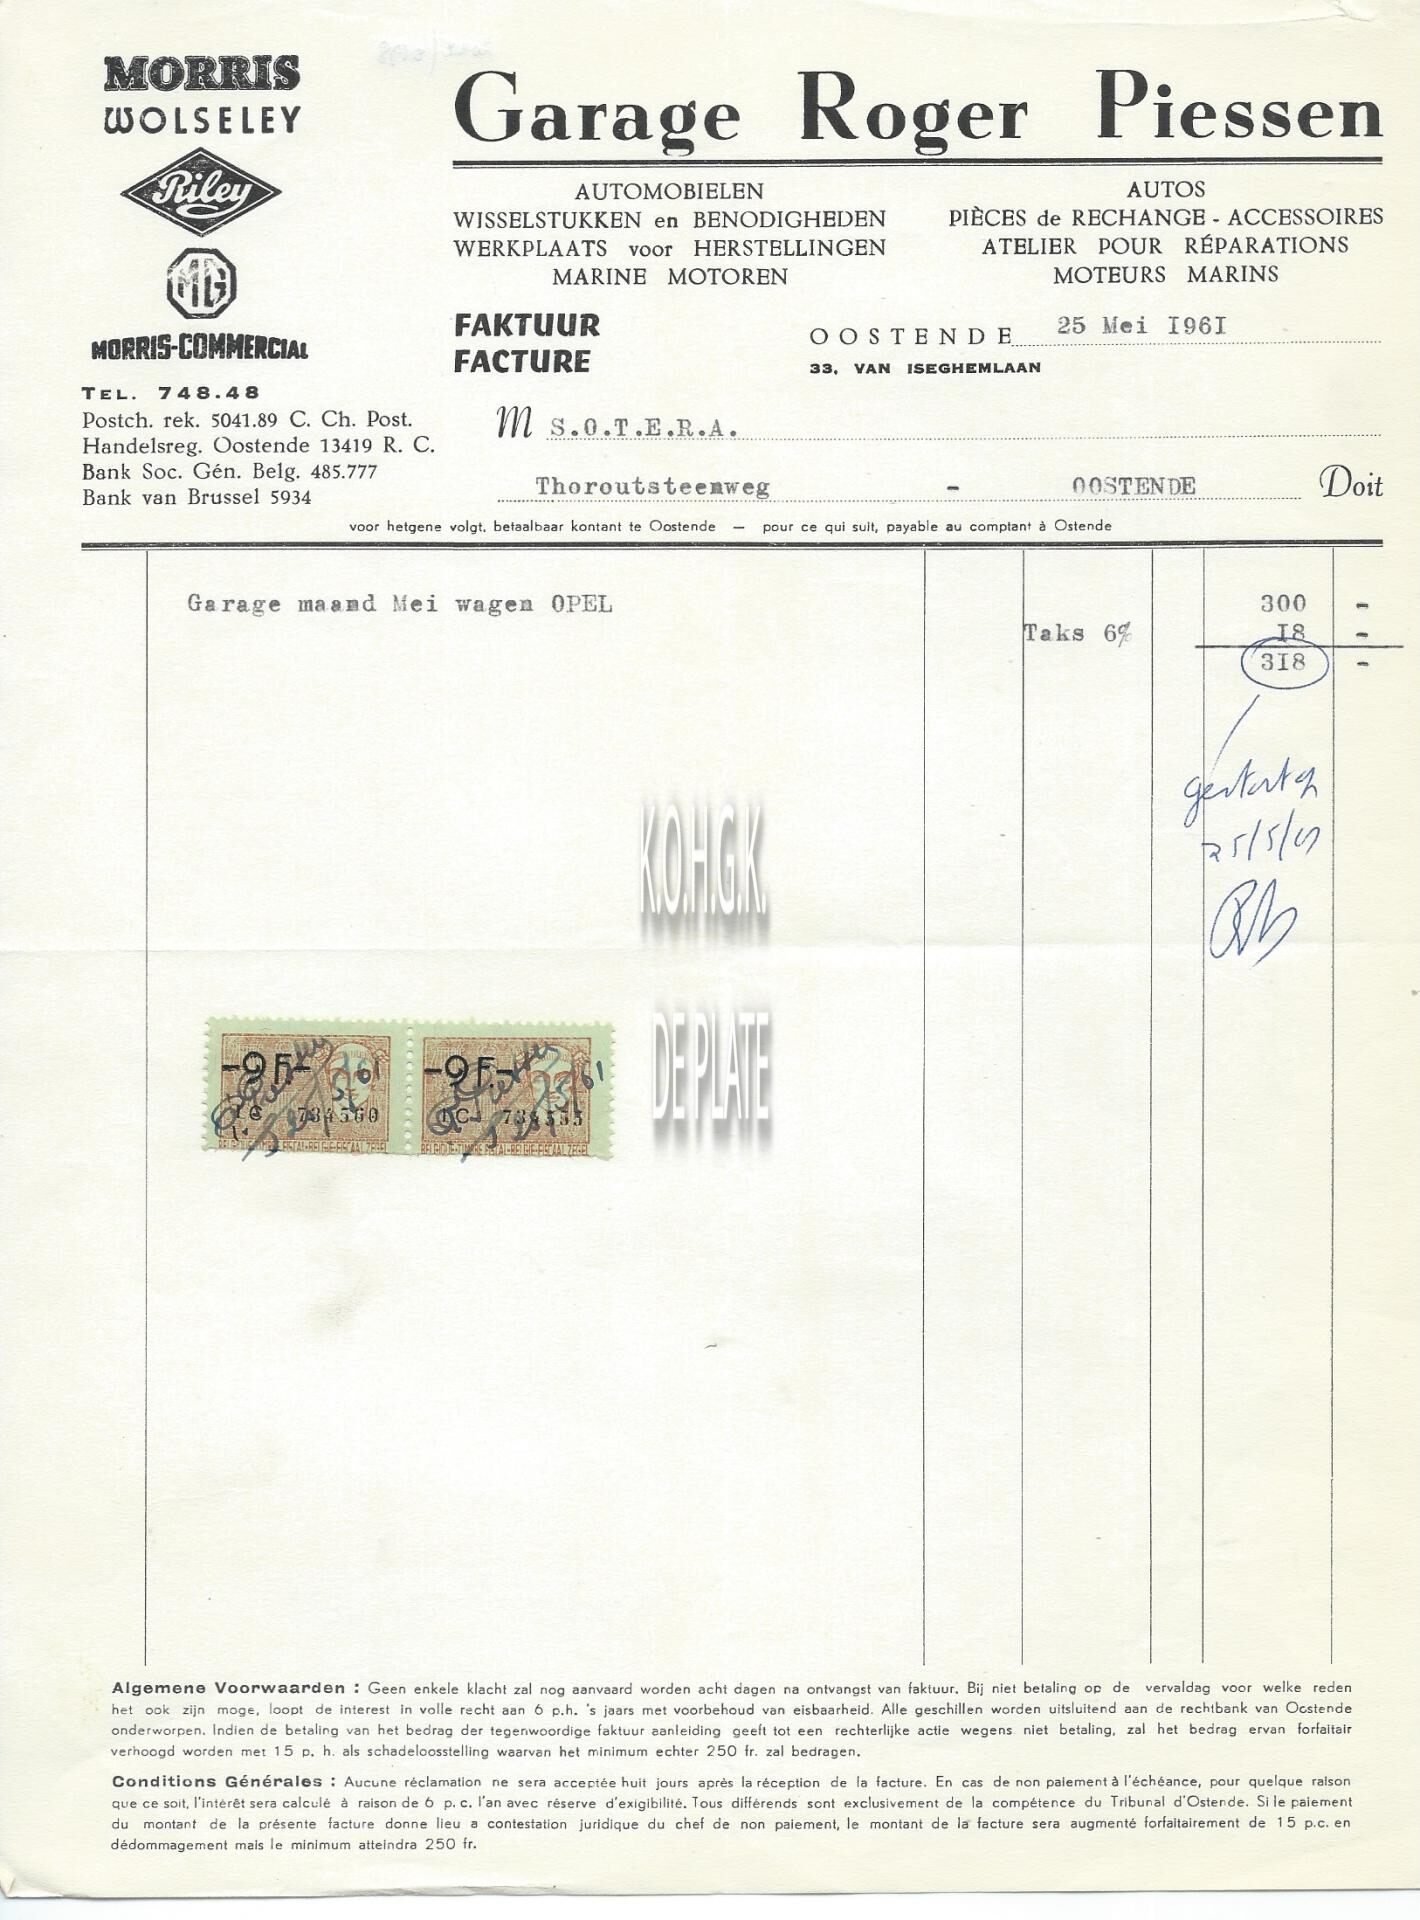 MORRIS
WOLSELEY
Riley
MG
MORRIS-COMMERCIAL
TEL. 748.48
Postch. rek. 5041.89 C. Ch. Post.
Handelsreg. Oostende 13419 R. C.
Bank Soc. Gén. Belg. 485.777
Bank van Brussel 5934
Garage Roger Piessen
AUTOMOBIELEN
WISSELSTUKKEN en BENODIGHEDEN
WERKPLAATS voor HERSTELLINGEN
MARINE MOTOREN
AUTOS
PIÈCES de RECHANGE - ACCESSOIRES
ATELIER POUR RÉPARATIONS
MOTEURS MARINS
FAKTUUR
FACTURE
OOSTENDE 25 Mei I96I
33, VAN ISEGHEMLAAN
M S.O.T.E.R.A.
Thoroutsteenweg - OOSTENDE Doit
voor hetgene volgt, betaalbaar kontant te Oostende — pour ce qui suit, payable au comptant à Ostende
Garage maand Mei wagen OPEL 300 -
Taks 6% I8 -
3I8 -
25/5/61
K.O.H.G.K.
DE PLATE
-9F.- -9F.-
734560
BELGIQUE-TIMBRE FISCAL-BELGIE-FISCAALZEGEL
Algemene Voorwaarden : Geen enkele klacht zal nog aanvaard worden acht dagen na ontvangst van faktuur. Bij niet betaling op de vervaldag voor welke reden
het ook zijn moge, loopt de interest in volle recht aan 6 p.h. 's jaars met voorbehoud van eisbaarheid. Alle geschillen worden uitsluitend aan de rechtbank van Oostende
onderworpen. Indien de betaling van het bedrag der tegenwoordige faktuur aanleiding geeft tot een rechterlijke actie wegens niet betaling, zal het bedrag ervan forfaitair
verhoogd worden met 15 p. h. als schadeloosstelling waarvan het minimum echter 250 fr. zal bedragen.
Conditions Générales : Aucune réclamation ne sera acceptée huit jours après la réception de la facture. En cas de non paiement à l'échéance, pour quelque raison
que ce soit, l'intérêt sera calculé à raison de 6 p. c. l'an avec réserve d'exigibilité. Tous différends sont exclusivement de la compétence du Tribunal d'Ostende. Si le paiement
du montant de la présente facture donne lieu a contestation juridique du chef de non paiement, le montant de la facture sera augmenté forfaitairement de 15 p.c. en
dédommagement mais le minimum atteindra 250 fr.